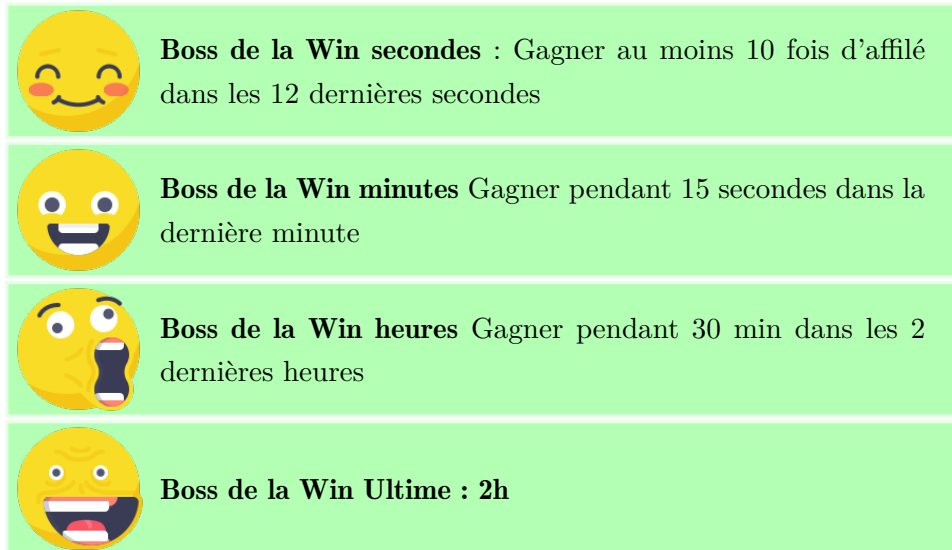 Boss de la Win secondes : Gagner au moins 10 fois d'affilé
dans les 12 dernières secondes
Boss de la Win minutes Gagner pendant 15 secondes dans la
dernière minute
Boss de la Win heures Gagner pendant 30 min dans les 2
dernières heures
Boss de la Win Ultime : 2h